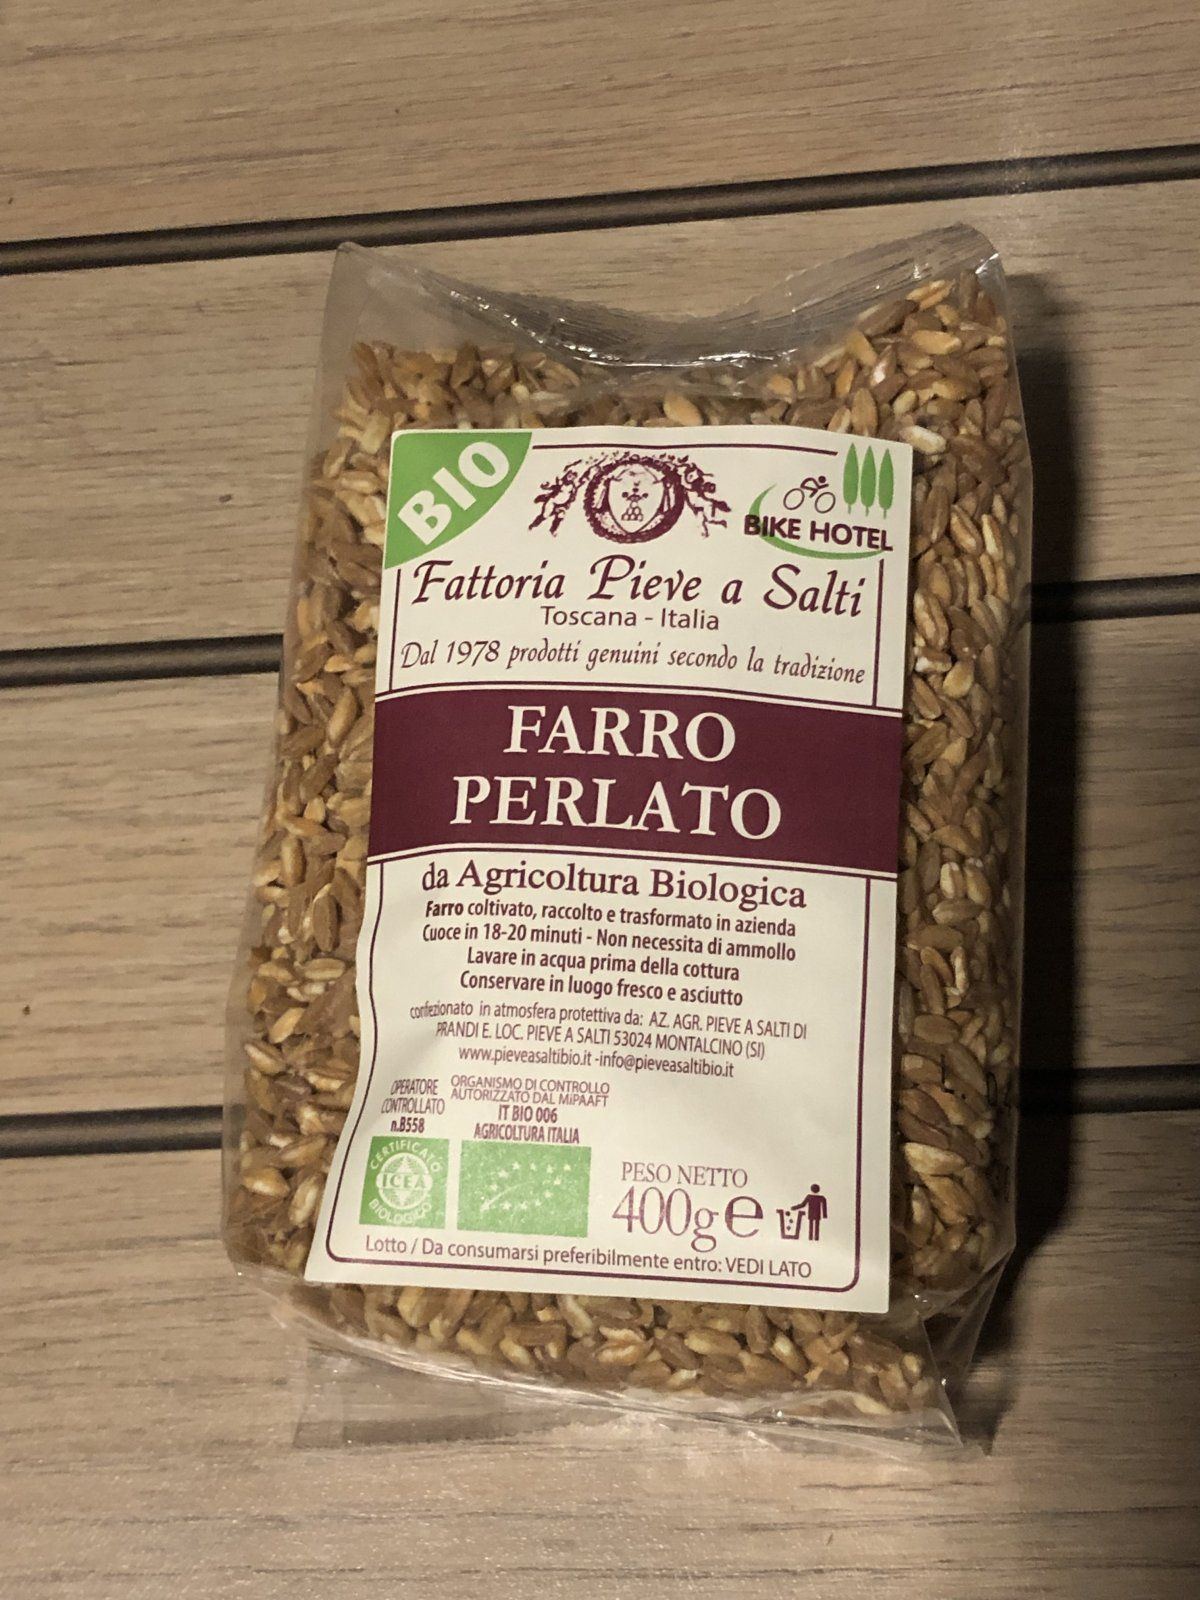 BIO
BIKE HOTEL
Fattoria Pieve a Salti
Toscana - Italia
Dal 1978 prodotti genuini secondo la tradizione
FARRO
PERLATO
da Agricoltura Biologica
Farro coltivato, raccolto e trasformato in azienda
Cuoce in 18-20 minuti - Non necessita di ammollo
Lavare in acqua prima della cottura
Conservare in luogo fresco e asciutto
confezionato in atmosfera protettiva da: AZ. AGR. PIEVE A SALTI DI
PRANDI E. LOC. PIEVE A SALTI 53024 MONTALCINO (SI)
www.pieveasaltibio.it -info@pieveasaltibio.it
OPERATORE
CONTROLLATO
n.B558
ORGANISMO DI CONTROLLO
AUTORIZZATO DAL MiPAAFT
IT BIO 006
AGRICOLTURA ITALIA
CERTIFICATO
ICEA
BIOLOGICO
PESO NETTO
400g e
Lotto / Da consumarsi preferibilmente entro: VEDI LATO